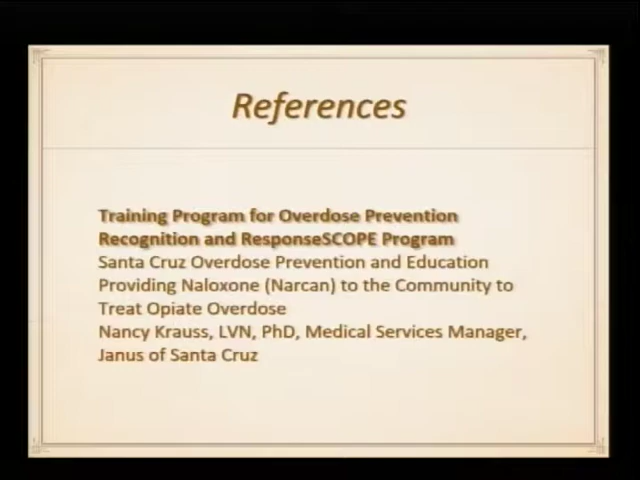 References
Training Program for Overdose Prevention
Recognition and ResponseSCOPE Program
Santa Cruz Overdose Prevention and Education
Providing Naloxone (Narcan) to the Community to
Treat Opiate Overdose
Nancy Krauss, LVN, PhD, Medical Services Manager,
Janus of Santa Cruz